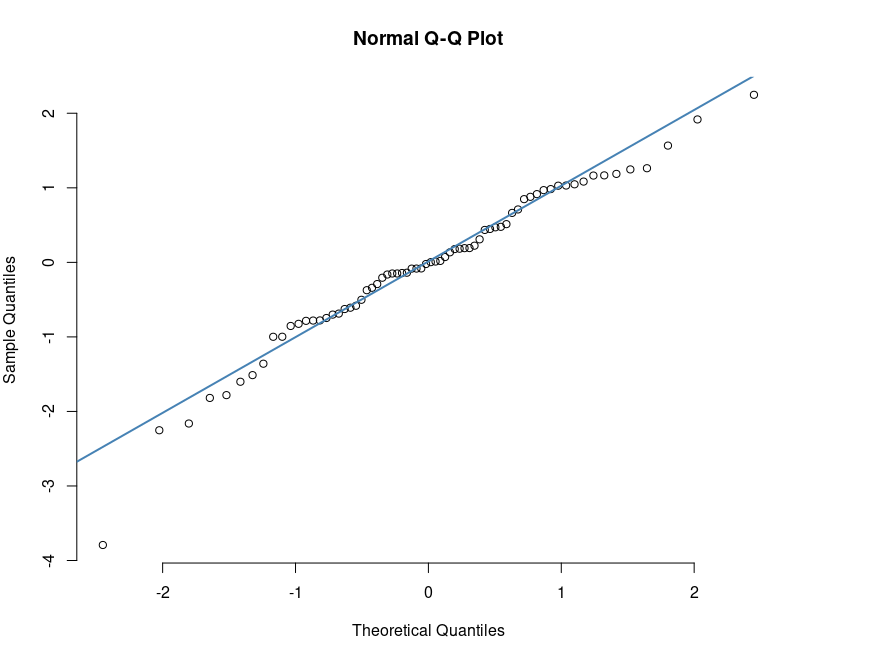 Normal Q-Q Plot
2
1
0
-1
-2
-3
-4
Sample Quantiles
-2 -1 0 1 2
Theoretical Quantiles